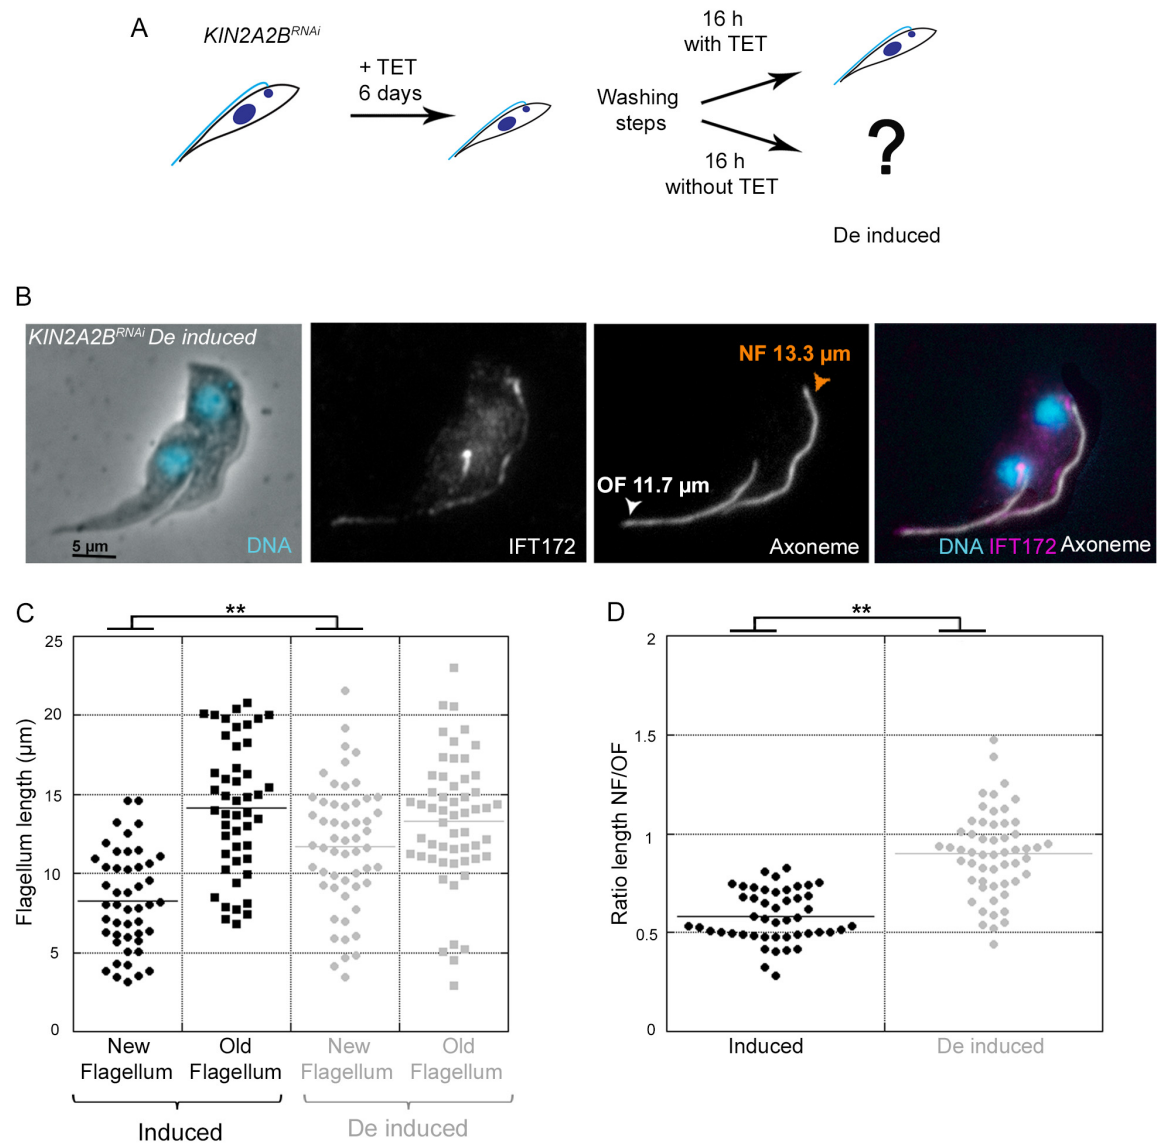 A
KIN2A2BRNAi
+ TET
6 days
Washing
steps
16 h
with TET
16 h
without TET
?
De induced
B
KIN2A2BRNAi De induced
5 µm
DNA
IFT172
NF 13.3 µm
OF 11.7 µm
Axoneme
DNA IFT172 Axoneme
C
**
Flagellum length (µm)
25
20
15
10
5
0
New
Flagellum
Old
Flagellum
New
Flagellum
Old
Flagellum
Induced
De induced
D
**
Ratio length NF/OF
2
1.5
1
0.5
0
Induced
De induced